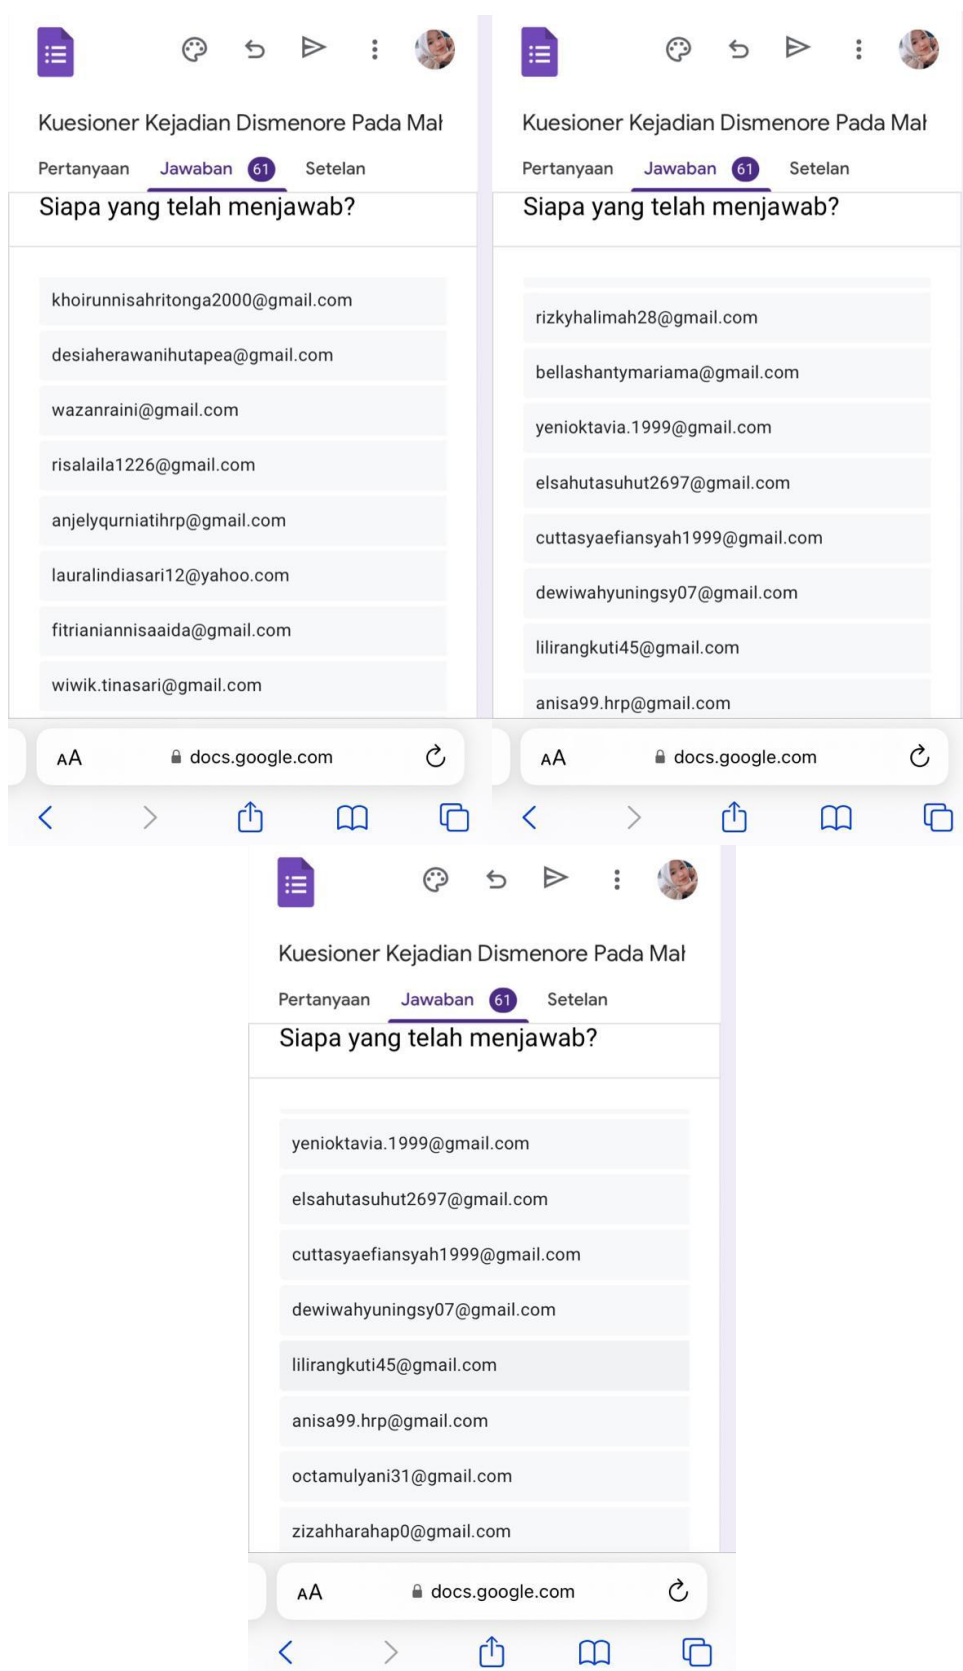 Kuesioner Kejadian Dismenore Pada Mah
Pertanyaan Jawaban 61 Setelan
Siapa yang telah menjawab?
khoirunnisahritonga2000@gmail.com
desiaherawanihutapea@gmail.com
wazanraini@gmail.com
risalaila1226@gmail.com
anjelyqurniatihrp@gmail.com
lauralindiasari12@yahoo.com
fitrianiannisaaida@gmail.com
wiwik.tinasari@gmail.com
AA docs.google.com
Kuesioner Kejadian Dismenore Pada Mah
Pertanyaan Jawaban 61 Setelan
Siapa yang telah menjawab?
rizkyhalimah28@gmail.com
bellashantymariama@gmail.com
yenioktavia.1999@gmail.com
elsahutasuhut2697@gmail.com
cuttasyaefiansyah1999@gmail.com
dewiwahyuningsy07@gmail.com
lilirangkuti45@gmail.com
anisa99.hrp@gmail.com
AA docs.google.com
Kuesioner Kejadian Dismenore Pada Mah
Pertanyaan Jawaban 61 Setelan
Siapa yang telah menjawab?
yenioktavia.1999@gmail.com
elsahutasuhut2697@gmail.com
cuttasyaefiansyah1999@gmail.com
dewiwahyuningsy07@gmail.com
lilirangkuti45@gmail.com
anisa99.hrp@gmail.com
octamulyani31@gmail.com
zizahharahap0@gmail.com
AA docs.google.com